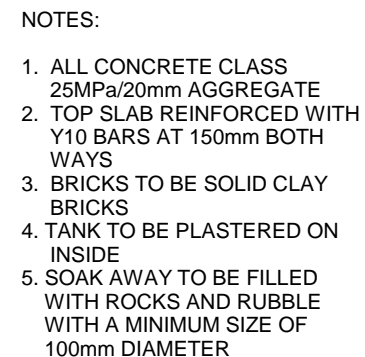 NOTES:
1. ALL CONCRETE CLASS
25MPa/20mm AGGREGATE
2. TOP SLAB REINFORCED WITH
Y10 BARS AT 150mm BOTH
WAYS
3. BRICKS TO BE SOLID CLAY
BRICKS
4. TANK TO BE PLASTERED ON
INSIDE
5. SOAK AWAY TO BE FILLED
WITH ROCKS AND RUBBLE
WITH A MINIMUM SIZE OF
100mm DIAMETER